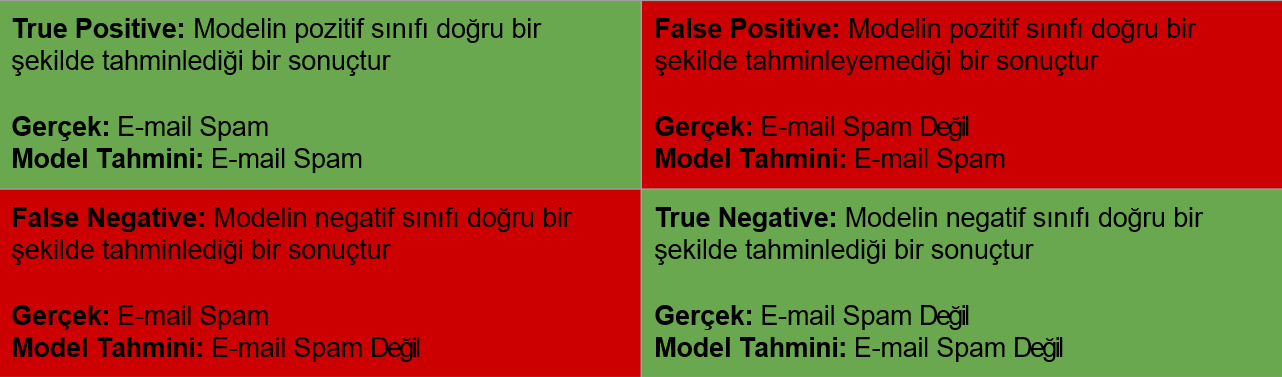 True Positive: Modelin pozitif sınıfı doğru bir
şekilde tahminlediği bir sonuçtur
Gerçek: E-mail Spam
Model Tahmini: E-mail Spam
False Positive: Modelin pozitif sınıfı doğru bir
şekilde tahminleyemediği bir sonuçtur
Gerçek: E-mail Spam Değil
Model Tahmini: E-mail Spam
False Negative: Modelin negatif sınıfı doğru bir
şekilde tahminlediği bir sonuçtur
Gerçek: E-mail Spam
Model Tahmini: E-mail Spam Değil
True Negative: Modelin negatif sınıfı doğru bir
şekilde tahminlediği bir sonuçtur
Gerçek: E-mail Spam Değil
Model Tahmini: E-mail Spam Değil